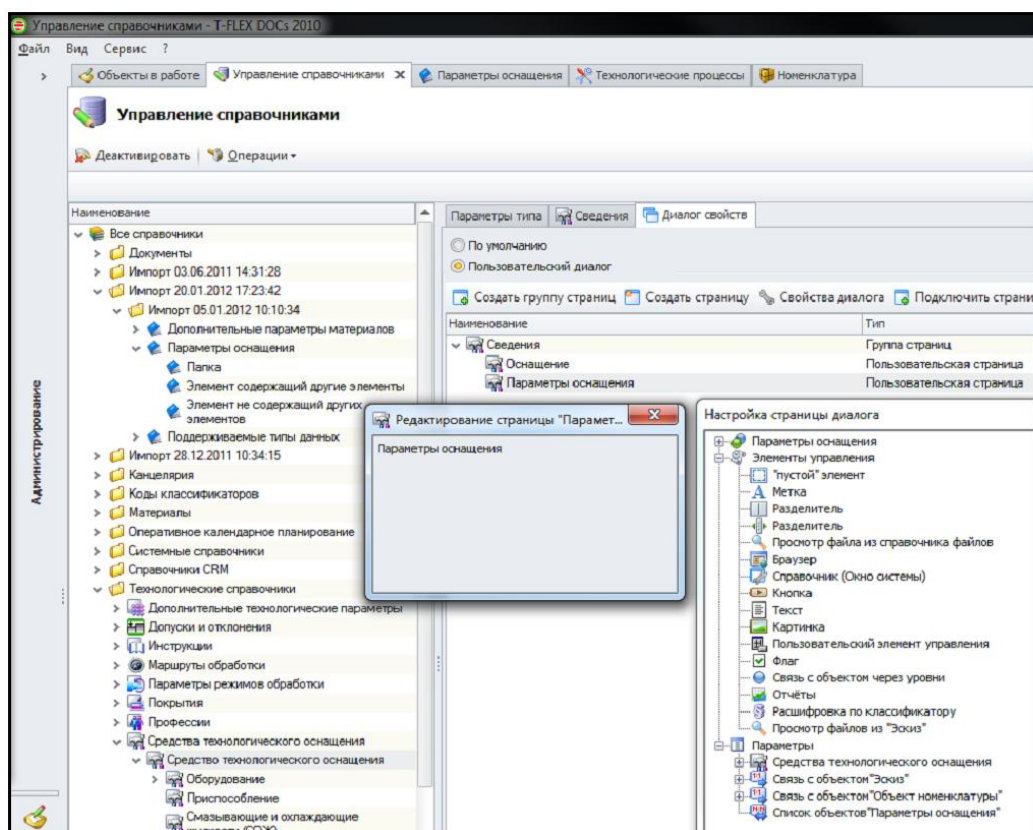 Управление справочниками - T-FLEX DOCs 2010
Файл Вид Сервис ?
Объекты в работе Управление справочниками Параметры оснащения Технологические процессы Номенклатура
Управление справочниками
Деактивировать Операции
Наименование
Все справочники
Документы
Импорт 03.06.2011 14:31:28
Импорт 20.01.2012 17:23:42
Импорт 05.01.2012 10:10:34
Дополнительные параметры материалов
Параметры оснащения
Папка
Элемент содержащий другие элементы
Элемент не содержащий других
элементов
Поддерживаемые типы данных
Импорт 28.12.2011 10:34:15
Канцелярия
Коды классификаторов
Материалы
Оперативное календарное планирование
Системные справочники
Справочники CRM
Технологические справочники
Дополнительные технологические параметры
Допуски и отклонения
Инструкции
Маршруты обработки
Параметры режимов обработки
Покрытия
Профессии
Средства технологического оснащения
Средство технологического оснащения
Оборудование
Приспособление
Смазывающие и охлаждающие
Администрирование
Параметры типа Сведения Диалог свойств
По умолчанию
Пользовательский диалог
Создать группу страниц Создать страницу Свойства диалога Подключить страни
Наименование Тип
Сведения Группа страниц
Оснащение Пользовательская страница
Параметры оснащения Пользовательская страница
Редактирование страницы "Парамет...
Параметры оснащения
Настройка страницы диалога
Параметры оснащения
Элементы управления
"пустой" элемент
Метка
Разделитель
Разделитель
Просмотр файла из справочника файлов
Браузер
Справочник (Окно системы)
Кнопка
Текст
Картинка
Пользовательский элемент управления
Флаг
Связь с объектом через уровни
Отчёты
Расшифровка по классификатору
Просмотр файлов из "Эскиз"
Параметры
Средства технологического оснащения
Связь с объектом "Эскиз"
Связь с объектом "Объект номенклатуры"
Список объектов "Параметры оснащения"